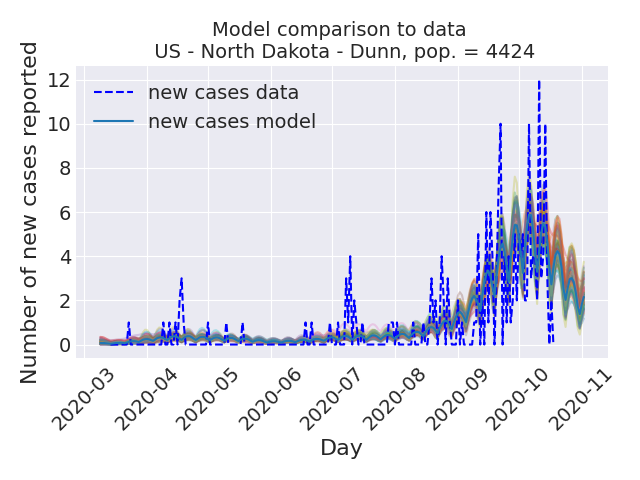 Model comparison to data
US - North Dakota - Dunn, pop. = 4424
Number of new cases reported
12
10
8
6
4
2
0
new cases data
new cases model
2020-03
2020-04
2020-05
2020-06
2020-07
2020-08
2020-09
2020-10
2020-11
Day